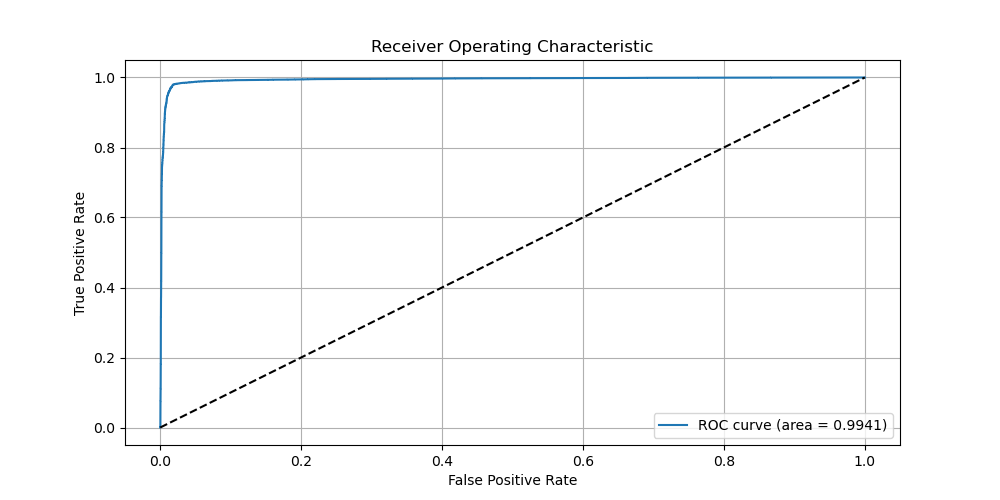 Receiver Operating Characteristic
1.0
0.8
0.6
0.4
0.2
0.0
True Positive Rate
ROC curve (area = 0.9941)
0.0 0.2 0.4 0.6 0.8 1.0
False Positive Rate